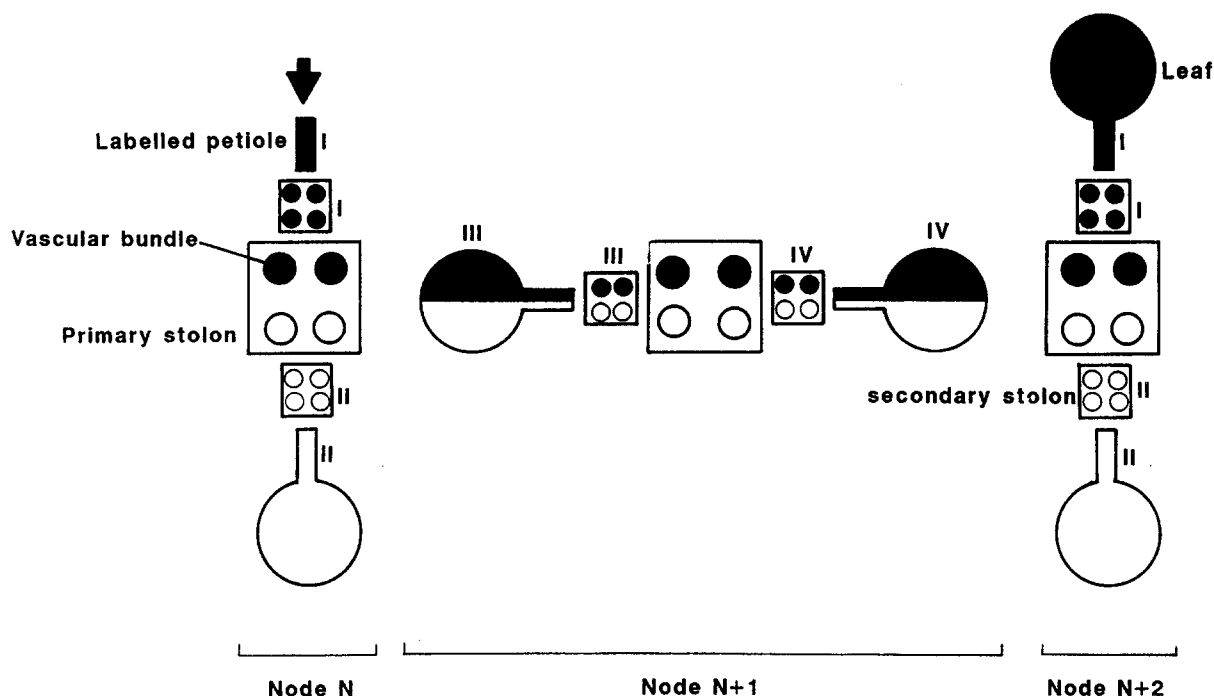 Leaf
Labelled petiole
I
I
I
I
Vascular bundle
III
III
IV
IV
Primary stolon
II
II
secondary stolon
II
II
Node N
Node N+1
Node N+2